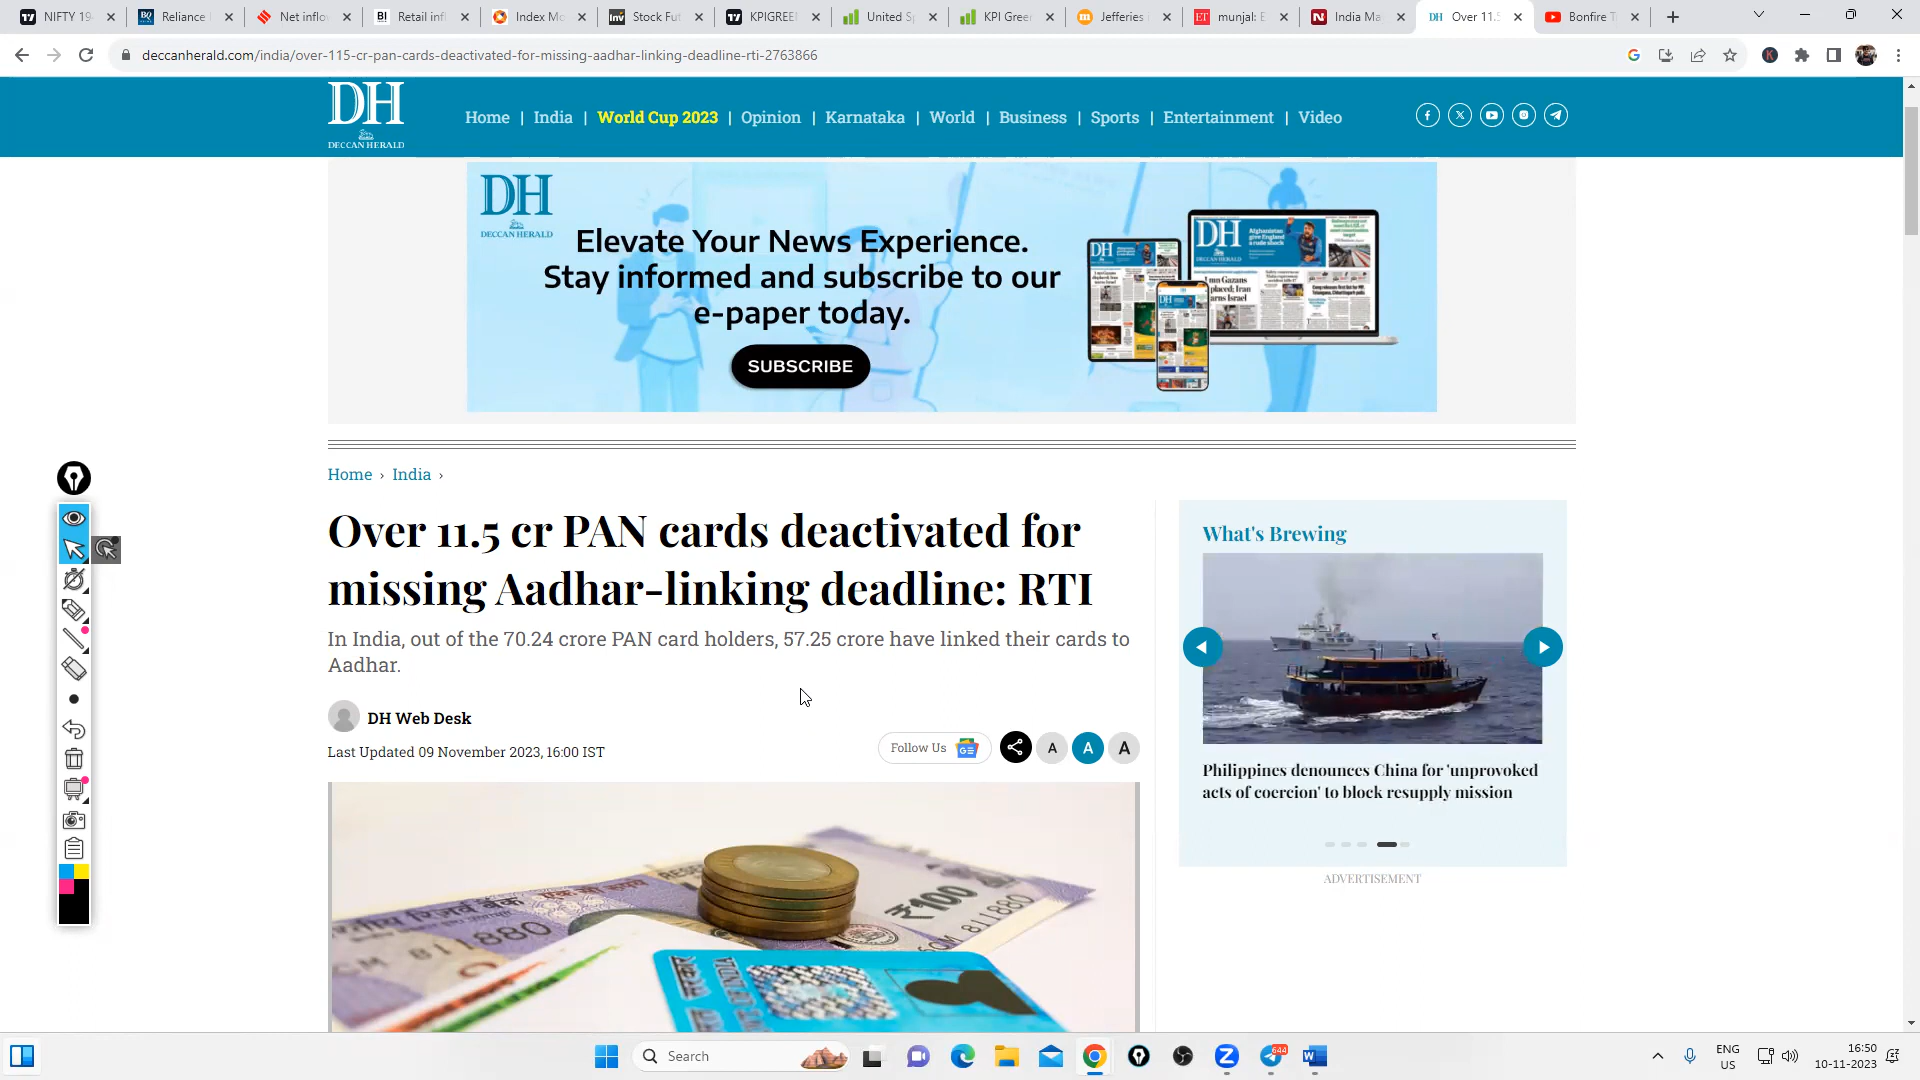 NIFTY 19
Reliance
Net inflo
Retail inf
Index Mo
Stock Fut
KPIGREEN
United Sp
KPI Green
Jefferies
munjal: E
India Ma
Over 11.5
Bonfire T
deccanherald.com/india/over-115-cr-pan-cards-deactivated-for-missing-aadhar-linking-deadline-rti-2763866
DH
DECCAN HERALD
Home | India | World Cup 2023 | Opinion | Karnataka | World | Business | Sports | Entertainment | Video
DH
DECCAN HERALD
Elevate Your News Experience.
Stay informed and subscribe to our
e-paper today.
SUBSCRIBE
Home › India ›
Over 11.5 cr PAN cards deactivated for
missing Aadhar-linking deadline: RTI
In India, out of the 70.24 crore PAN card holders, 57.25 crore have linked their cards to
Aadhar.
DH Web Desk
Last Updated 09 November 2023, 16:00 IST
Follow Us
A A A
What's Brewing
Philippines denounces China for 'unprovoked
acts of coercion' to block resupply mission
ADVERTISEMENT
₹100
811880
Search
644
ENG
US
16:50
10-11-2023